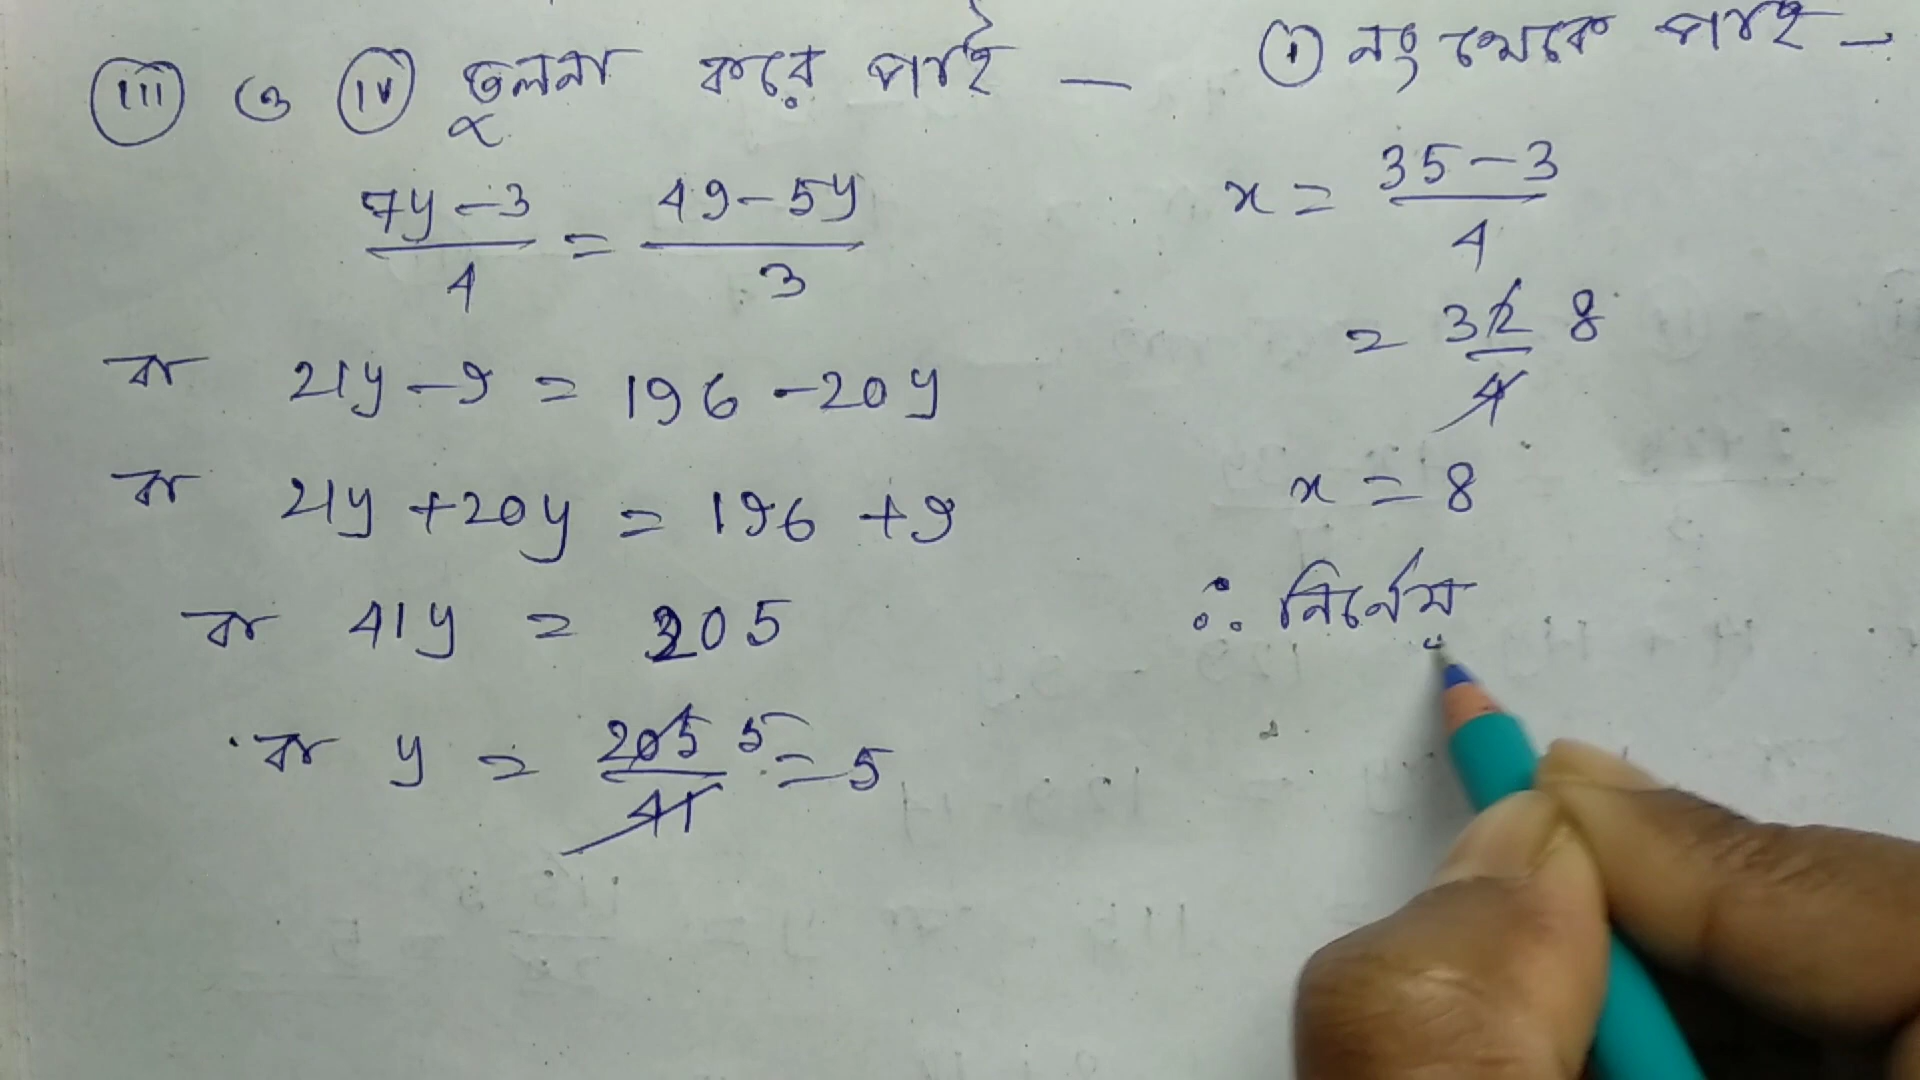 (iii) ও (iv) তুলনা করে পাই —
7y-3/4 = 49-5y/3
বা 21y-9 = 196-20y
বা 21y+20y = 196+9
বা 41y = 205
বা y = 205/41 5 = 5
(i) নং থেকে পাই —
x = 35-3/4
= 32/4 8
x = 8
∴ নির্নেয়